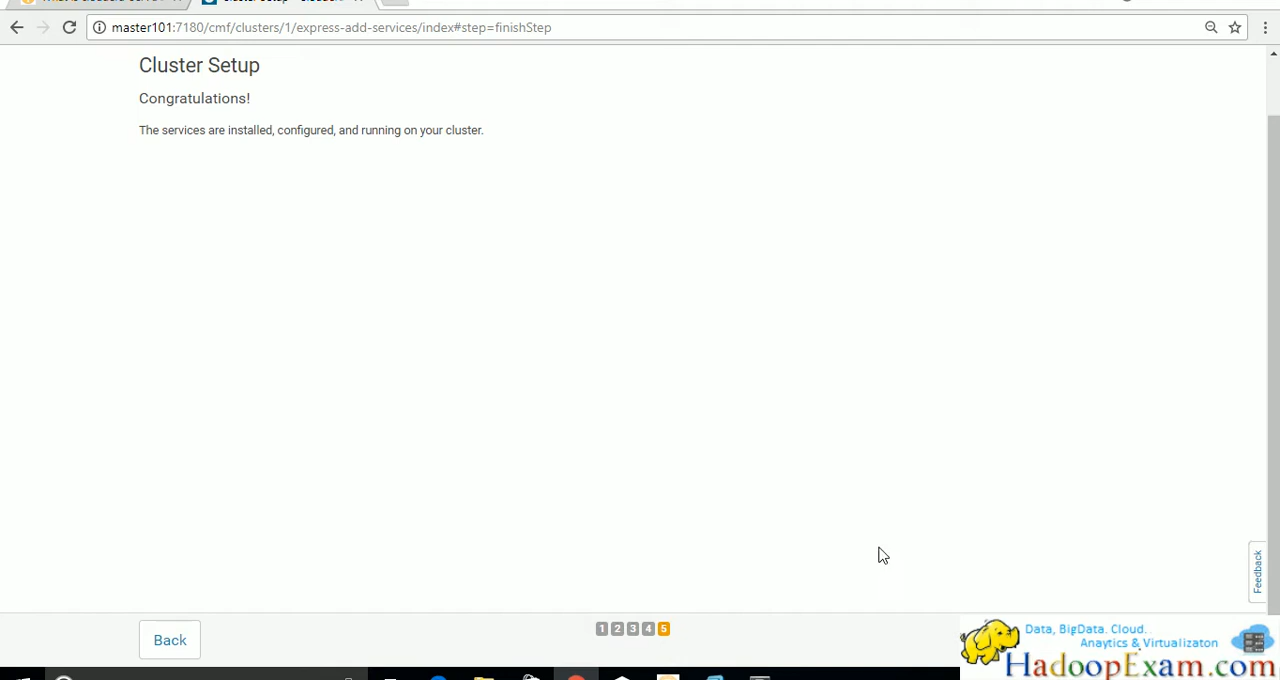 master101:7180/cmf/clusters/1/express-add-services/index#step=finishStep
Cluster Setup
Congratulations!
The services are installed, configured, and running on your cluster.
Feedback
Back
1 2 3 4 5
Data, BigData. Cloud.
Anaytics & Virtualizaton
HadoopExam.com